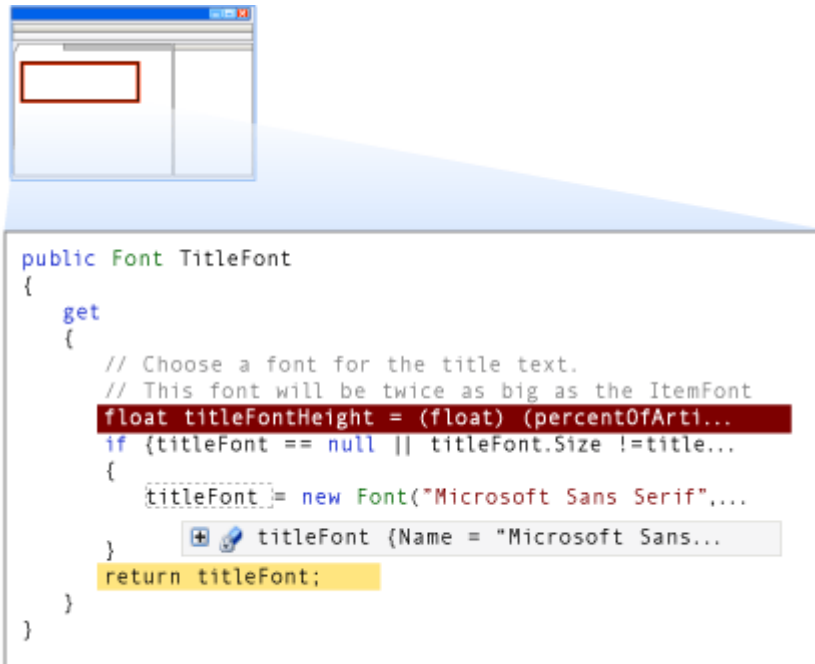 public Font TitleFont
{
get
{
// Choose a font for the title text.
// This font will be twice as big as the ItemFont
float titleFontHeight = (float) (percentOfArti...
if {titleFont == null || titleFont.Size !=title...
{
titleFont = new Font("Microsoft Sans Serif",...
titleFont {Name = “Microsoft Sans...
}
return titleFont;
}
}